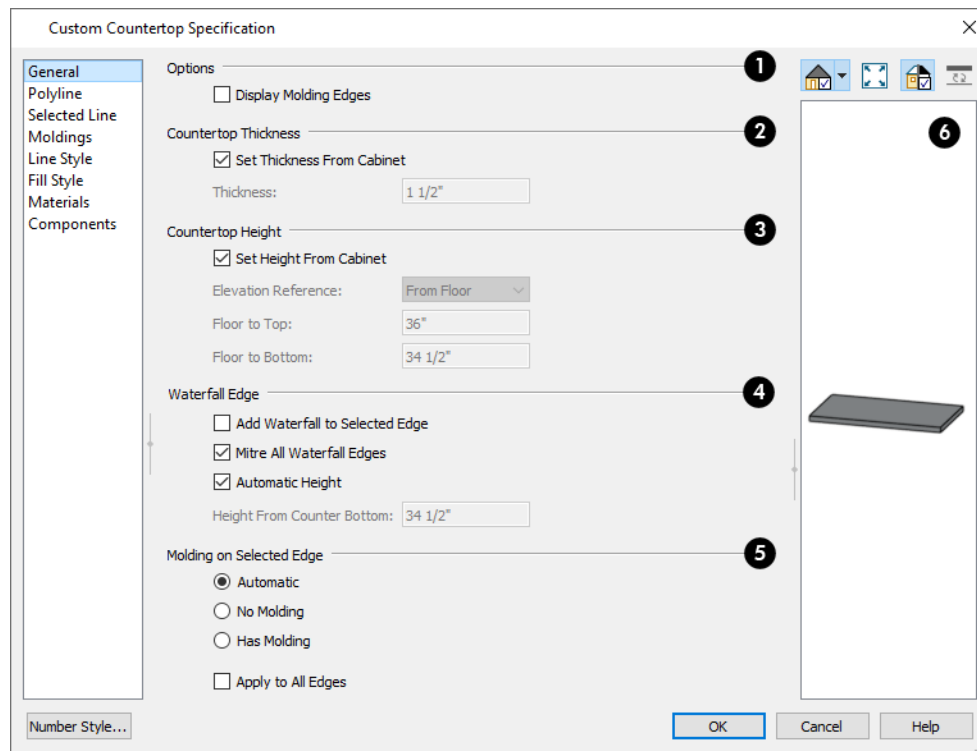 Custom Countertop Specification
General
Polyline
Selected Line
Moldings
Line Style
Fill Style
Materials
Components
Options
1
Display Molding Edges
Countertop Thickness
2
Set Thickness From Cabinet
Thickness: 1 1/2"
Countertop Height
3
Set Height From Cabinet
Elevation Reference: From Floor
Floor to Top: 36"
Floor to Bottom: 34 1/2"
Waterfall Edge
4
Add Waterfall to Selected Edge
Mitre All Waterfall Edges
Automatic Height
Height From Counter Bottom: 34 1/2"
Molding on Selected Edge
5
Automatic
No Molding
Has Molding
Apply to All Edges
6
Number Style...
OK
Cancel
Help